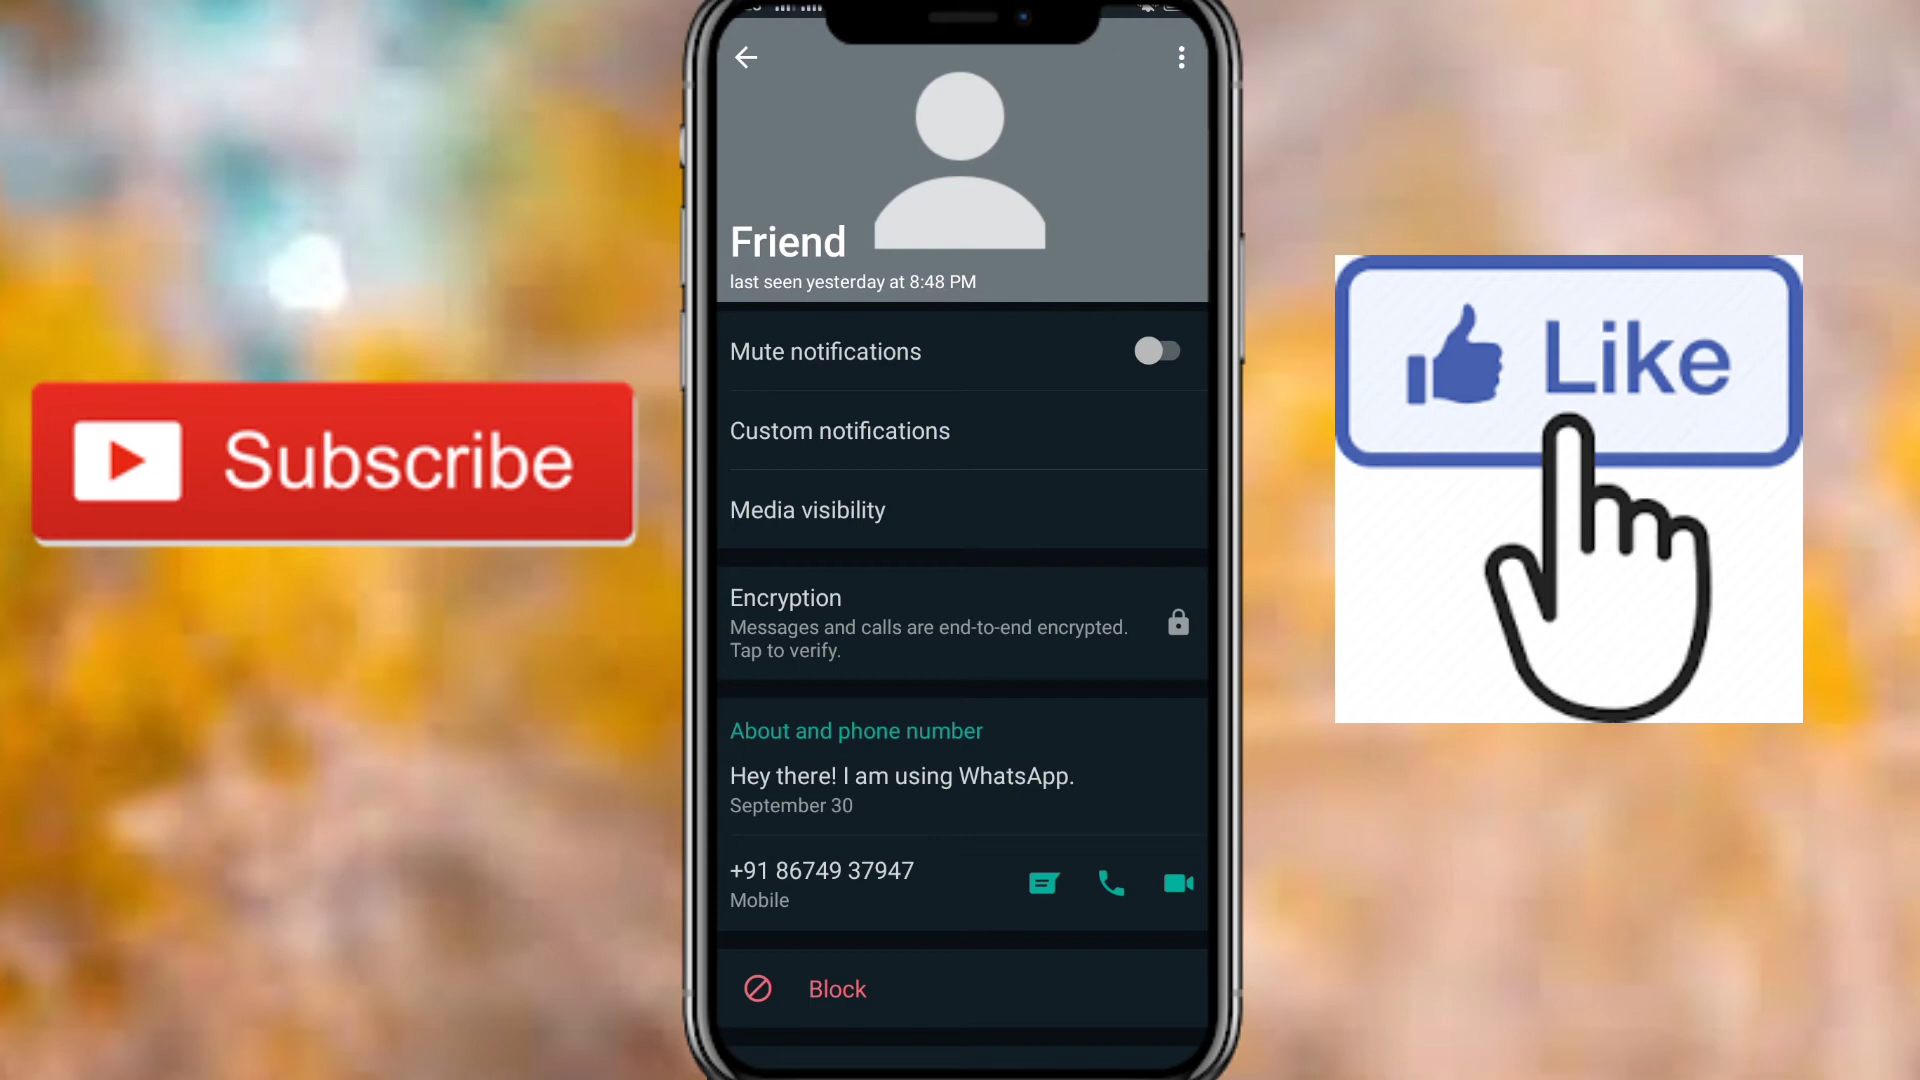 Friend
last seen yesterday at 8:48 PM
Mute notifications
Custom notifications
Media visibility
Encryption
Messages and calls are end-to-end encrypted.
Tap to verify.
About and phone number
Hey there! I am using WhatsApp.
September 30
+91 86749 37947
Mobile
Block
Subscribe
Like